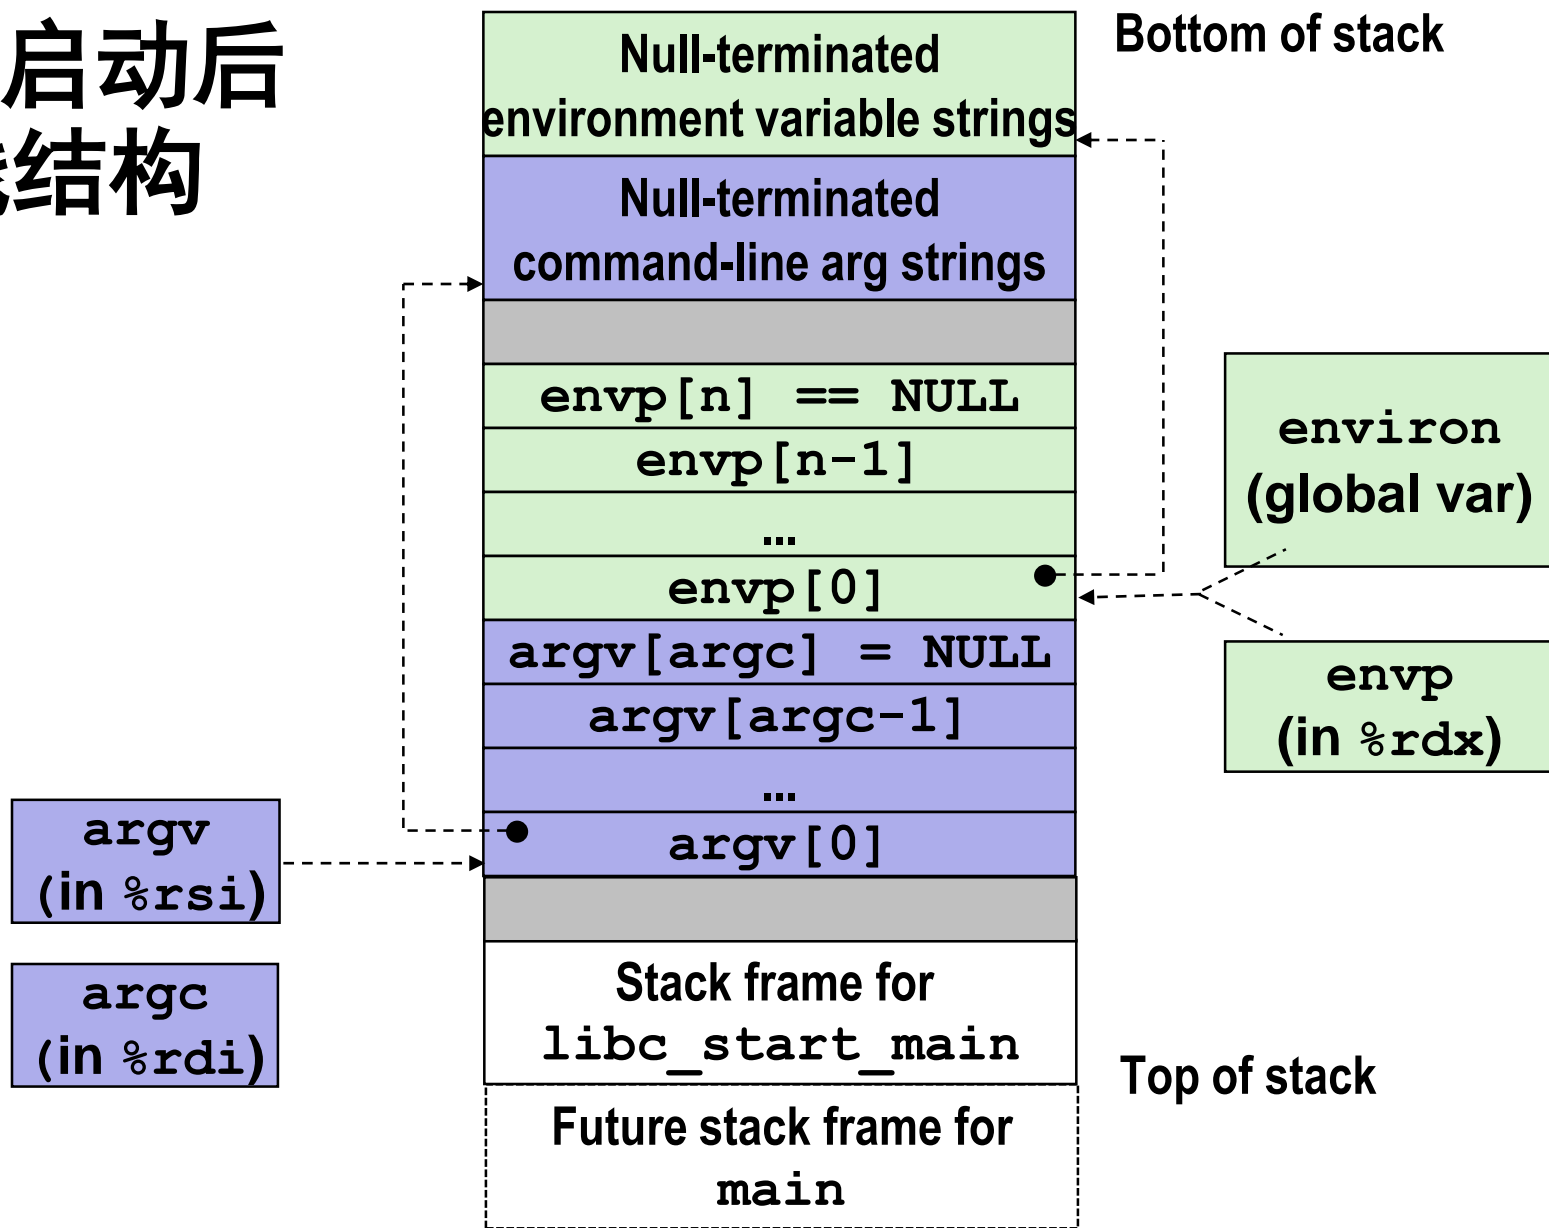 启动后
栈结构
Null-terminated
environment variable strings
Bottom of stack
Null-terminated
command-line arg strings
envp[n] == NULL
envp[n-1]
…
envp[0]
environ
(global var)
argv[argc] = NULL
argv[argc-1]
…
argv[0]
envp
(in %rdx)
argv
(in %rsi)
argc
(in %rdi)
Stack frame for
libc_start_main
Top of stack
Future stack frame for
main